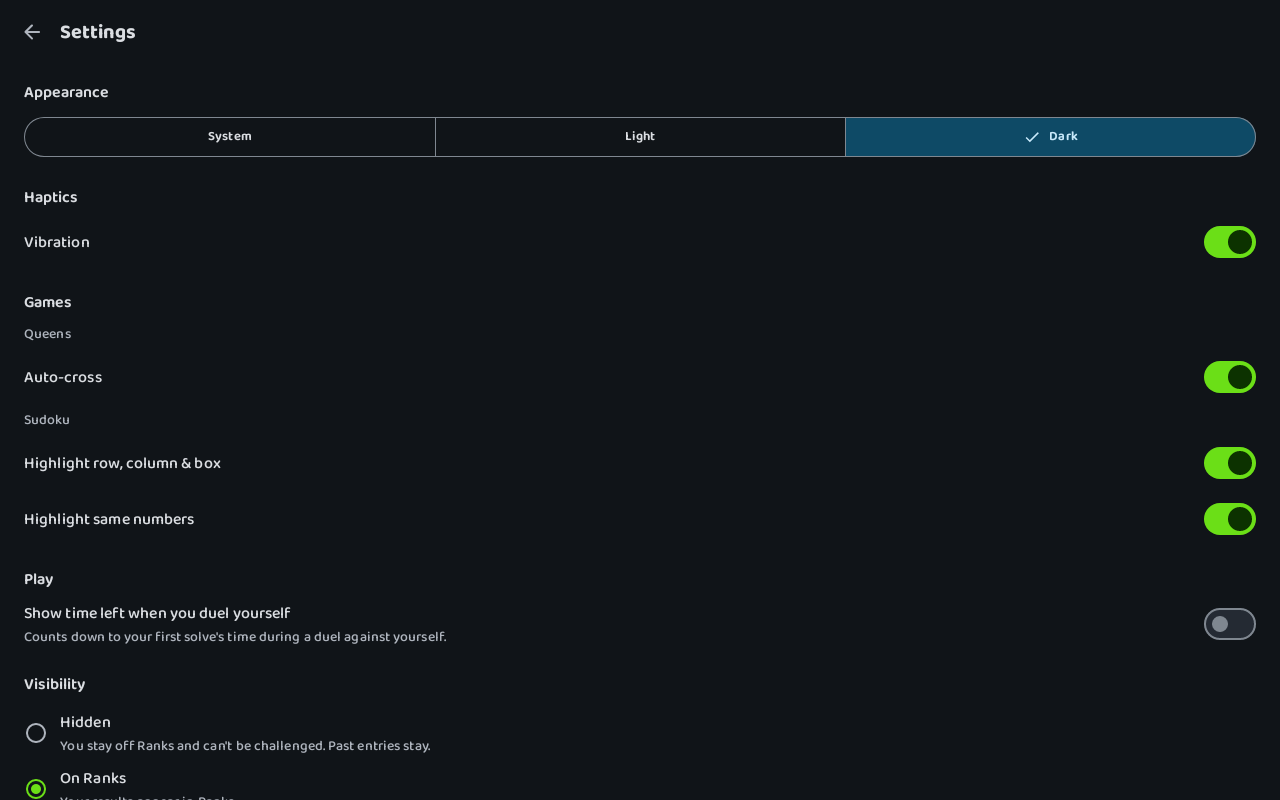 Settings
Appearance
System
Light
Dark
Haptics
Vibration
Games
Queens
Auto-cross
Sudoku
Highlight row, column & box
Highlight same numbers
Play
Show time left when you duel yourself
Counts down to your first solve's time during a duel against yourself.
Visibility
Hidden
You stay off Ranks and can't be challenged. Past entries stay.
On Ranks